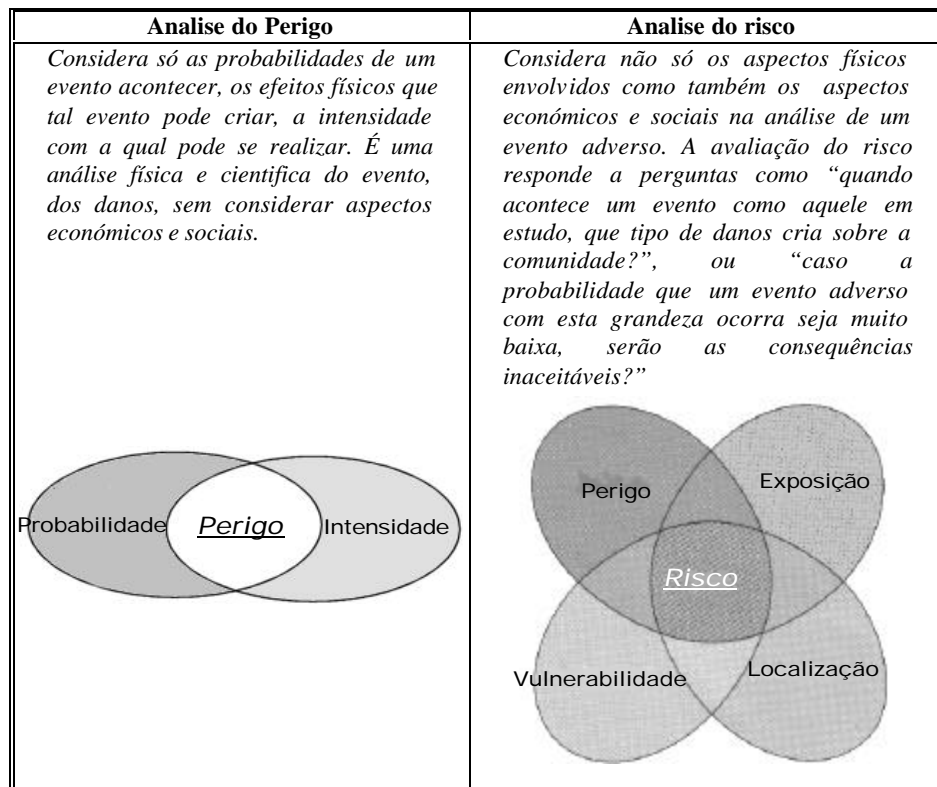 Analise do Perigo
Considera só as probabilidades de um
evento acontecer, os efeitos físicos que
tal evento pode criar, a intensidade
com a qual pode se realizar. É uma
análise física e cientifica do evento,
dos danos, sem considerar aspectos
económicos e sociais.
Probabilidade
Perigo
Intensidade
Analise do risco
Considera não só os aspectos físicos
envolvidos como também os aspectos
económicos e sociais na análise de um
evento adverso. A avaliação do risco
responde a perguntas como “quando
acontece um evento como aquele em
estudo, que tipo de danos cria sobre a
comunidade?”, ou “caso a
probabilidade que um evento adverso
com esta grandeza ocorra seja muito
baixa, serão as consequências
inaceitáveis?”
Perigo
Exposição
Risco
Vulnerabilidade
Localização